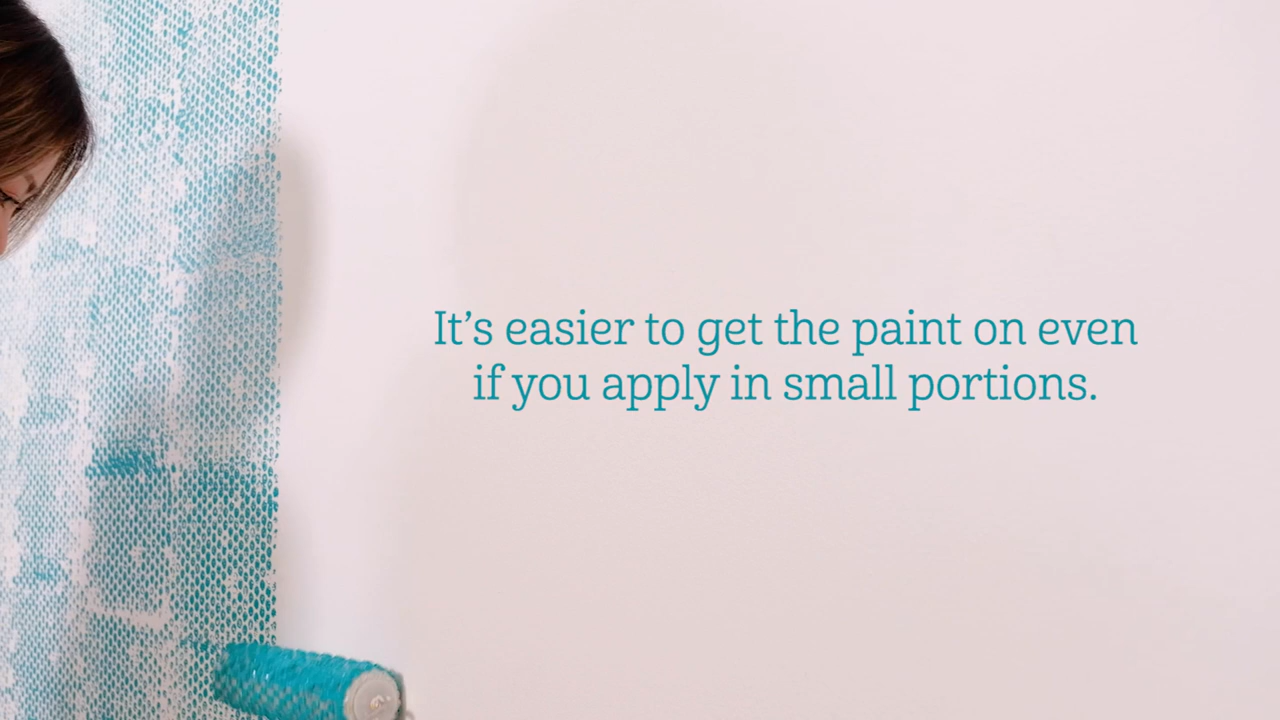 It’s easier to get the paint on even
if you apply in small portions.